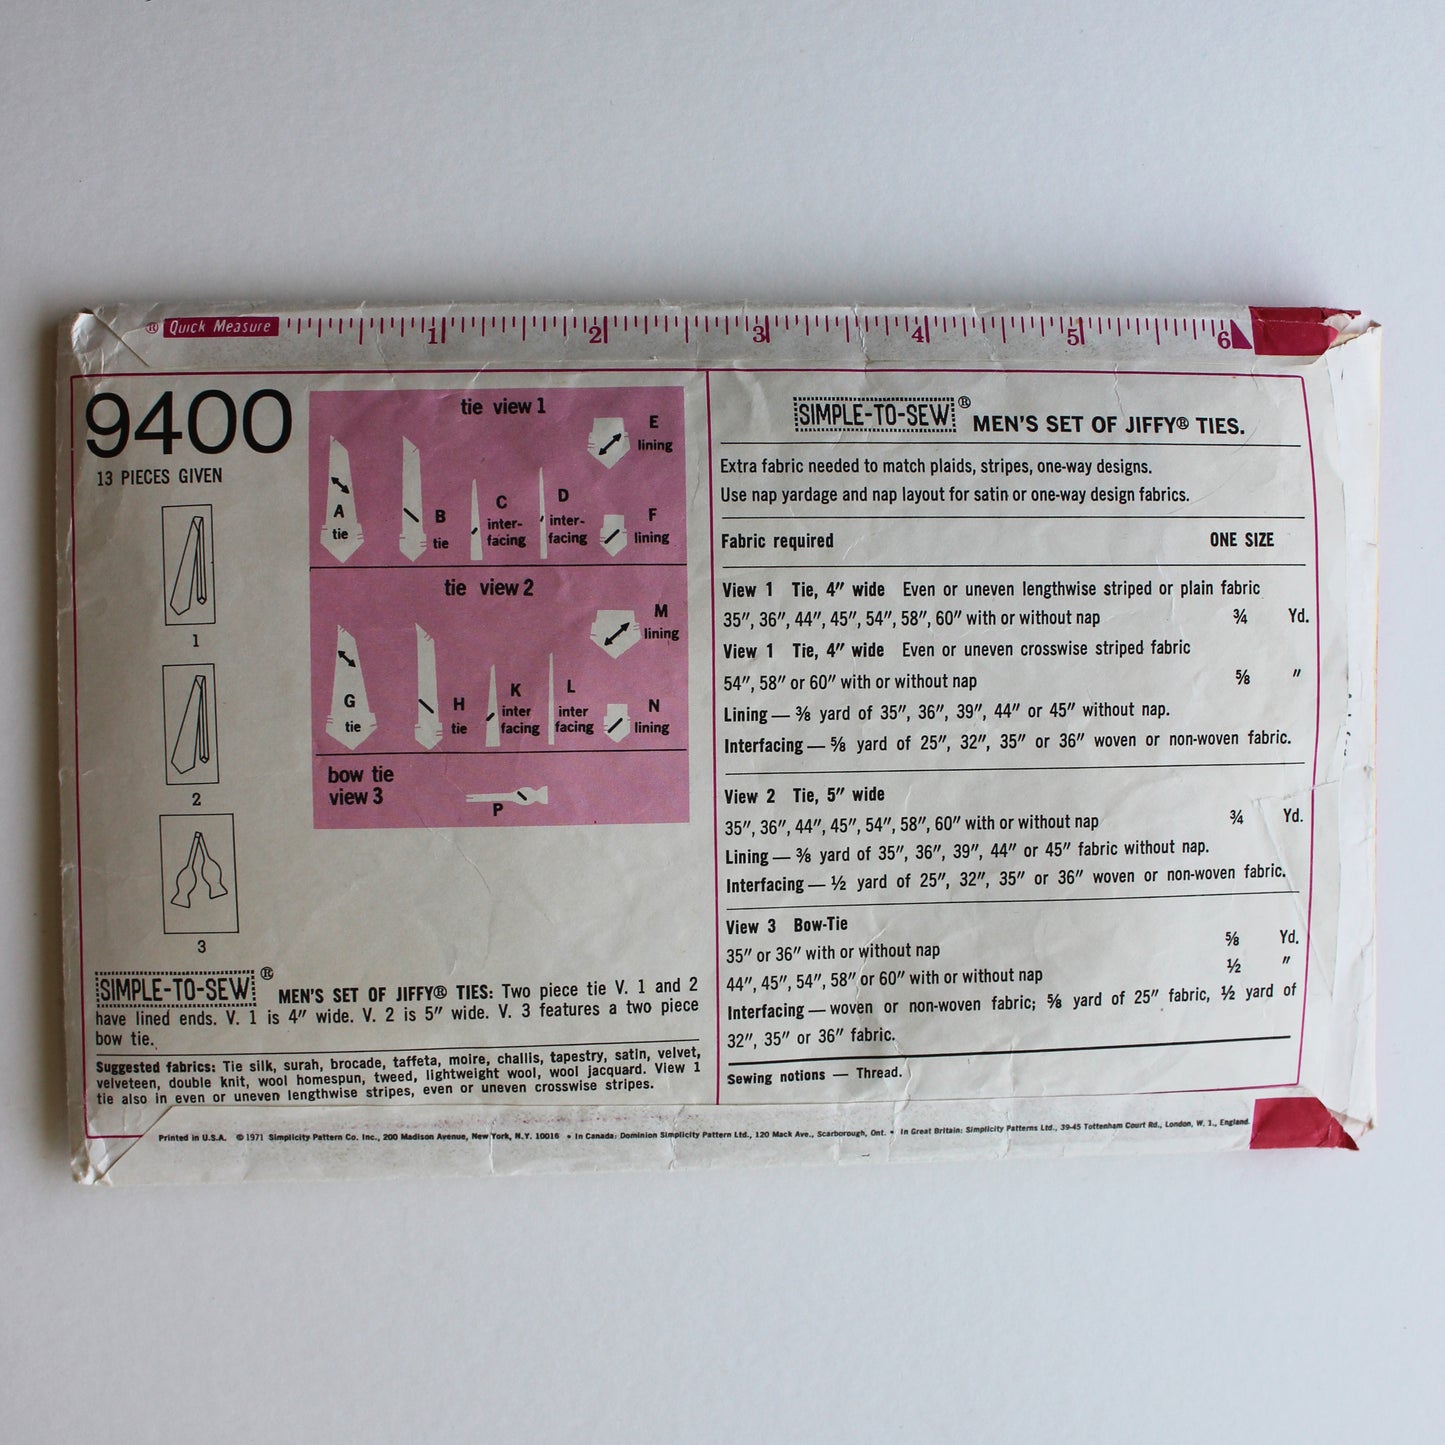 ® Quick Measure 1 2 3 4 5 6
9400
13 PIECES GIVEN
1
2
3
tie view 1
A
tie
B
tie
C
inter-
facing
D
inter-
facing
E
lining
F
lining
tie view 2
G
tie
H
tie
K
inter
facing
L
inter
facing
M
lining
N
lining
bow tie
view 3
P
SIMPLE-TO-SEW® MEN'S SET OF JIFFY® TIES: Two piece tie V. 1 and 2
have lined ends. V. 1 is 4" wide. V. 2 is 5" wide. V. 3 features a two piece
bow tie.
Suggested fabrics: Tie silk, surah, brocade, taffeta, moire, challis, tapestry, satin, velvet,
velveteen, double knit, wool homespun, tweed, lightweight wool, wool jacquard. View 1
tie also in even or uneven lengthwise stripes, even or uneven crosswise stripes.
SIMPLE-TO-SEW® MEN'S SET OF JIFFY® TIES.
Extra fabric needed to match plaids, stripes, one-way designs.
Use nap yardage and nap layout for satin or one-way design fabrics.
Fabric required ONE SIZE
View 1 Tie, 4" wide Even or uneven lengthwise striped or plain fabric
35", 36", 44", 45", 54", 58", 60" with or without nap ¾ Yd.
View 1 Tie, 4" wide Even or uneven crosswise striped fabric
54", 58" or 60" with or without nap ⅝ "
Lining — ⅜ yard of 35", 36", 39", 44" or 45" without nap.
Interfacing — ⅝ yard of 25", 32", 35" or 36" woven or non-woven fabric.
View 2 Tie, 5" wide
35", 36", 44", 45", 54", 58", 60" with or without nap ¾ Yd.
Lining — ⅜ yard of 35", 36", 39", 44" or 45" fabric without nap.
Interfacing — ½ yard of 25", 32", 35" or 36" woven or non-woven fabric.
View 3 Bow-Tie
35" or 36" with or without nap ⅝ Yd.
44", 45", 54", 58" or 60" with or without nap ½ "
Interfacing — woven or non-woven fabric; ⅝ yard of 25" fabric, ½ yard of
32", 35" or 36" fabric.
Sewing notions — Thread.
Printed in U.S.A. © 1971 Simplicity Pattern Co. Inc., 200 Madison Avenue, New York, N.Y. 10016 • In Canada: Dominion Simplicity Pattern Ltd., 120 Mack Ave., Scarborough, Ont. • In Great Britain: Simplicity Patterns Ltd., 39-45 Tottenham Court Rd., London, W. 1., England.